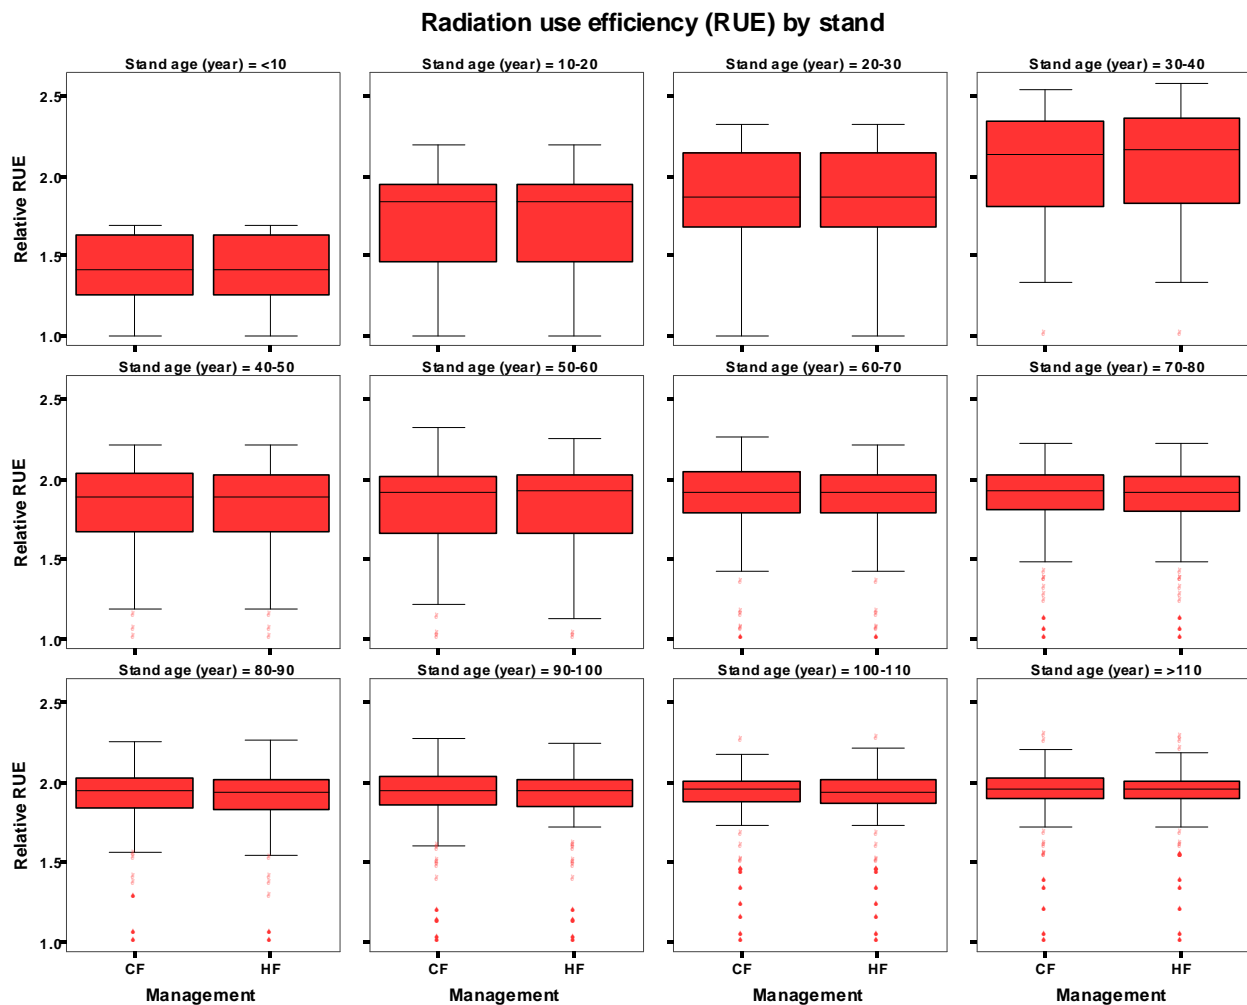 Radiation use efficiency (RUE) by stand
Stand age (year) = <10
Stand age (year) = 10-20
Stand age (year) = 20-30
Stand age (year) = 30-40
2.5
2.0
1.5
1.0
Relative RUE
Stand age (year) = 40-50
Stand age (year) = 50-60
Stand age (year) = 60-70
Stand age (year) = 70-80
2.5
2.0
1.5
1.0
Relative RUE
Stand age (year) = 80-90
Stand age (year) = 90-100
Stand age (year) = 100-110
Stand age (year) = >110
2.5
2.0
1.5
1.0
Relative RUE
CF HF
CF HF
CF HF
CF HF
Management
Management
Management
Management